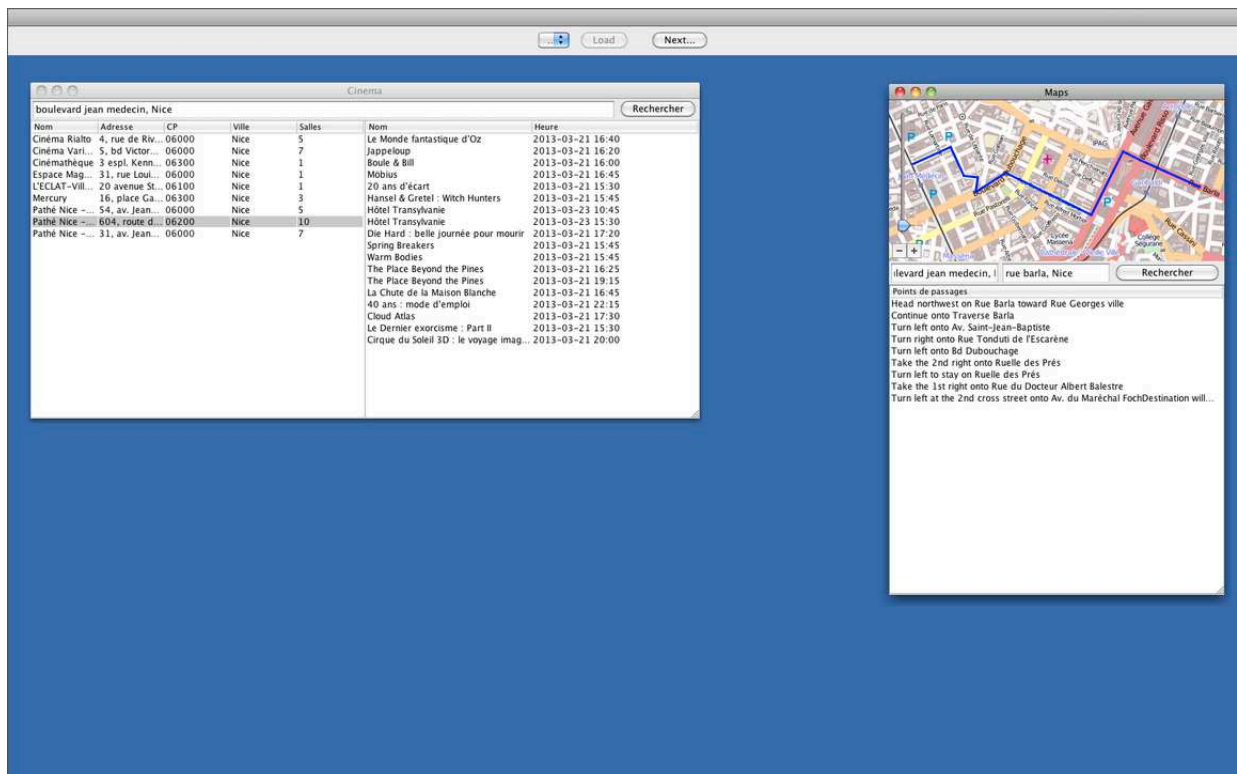 Load
Next...
Cinema
boulevard jean medecin, Nice
Rechercher
Nom Adresse CP Ville Salles
Cinéma Rialto 4, rue de Riv... 06000 Nice 5
Cinéma Vari... 5, bd Victor... 06000 Nice 7
Cinémathèque 3 espl. Kenn... 06300 Nice 1
Espace Mag... 31, rue Loui... 06000 Nice 1
L'ECLAT-Vill... 20 avenue St... 06100 Nice 1
Mercury 16, place Ga... 06300 Nice 3
Pathé Nice -... 54, av. Jean... 06000 Nice 5
Pathé Nice -... 604, route d... 06200 Nice 10
Pathé Nice -... 31, av. Jean... 06000 Nice 7
Nom Heure
Le Monde fantastique d'Oz 2013-03-21 16:40
Jappeloup 2013-03-21 16:20
Boule & Bill 2013-03-21 16:00
Möbius 2013-03-21 16:45
20 ans d'écart 2013-03-21 15:30
Hansel & Gretel : Witch Hunters 2013-03-21 15:45
Hôtel Transylvanie 2013-03-23 10:45
Hôtel Transylvanie 2013-03-23 15:30
Die Hard : belle journée pour mourir 2013-03-21 17:20
Spring Breakers 2013-03-21 15:45
Warm Bodies 2013-03-21 15:45
The Place Beyond the Pines 2013-03-21 16:25
The Place Beyond the Pines 2013-03-21 19:15
La Chute de la Maison Blanche 2013-03-21 16:45
40 ans : mode d'emploi 2013-03-21 22:15
Cloud Atlas 2013-03-21 17:30
Le Dernier exorcisme : Part II 2013-03-21 15:30
Cirque du Soleil 3D : le voyage imag... 2013-03-21 20:00
Maps
IPAG
Boulevard Risso
Boulevard Dubouchage
Rue Barla
Rue Pastorelli
Lycée
Masséna
Collège
Ségurane
Rue Cassini
P
P
P
P
- +
levard jean medecin, rue barla, Nice Rechercher
Points de passages
Head northwest on Rue Barla toward Rue Georges ville
Continue onto Traverse Barla
Turn left onto Av. Saint-Jean-Baptiste
Turn right onto Rue Tonduti de l'Escarène
Turn left onto Bd Dubouchage
Take the 2nd right onto Ruelle des Prés
Turn left to stay on Ruelle des Prés
Take the 1st right onto Rue du Docteur Albert Balestre
Turn left at the 2nd cross street onto Av. du Maréchal FochDestination will...